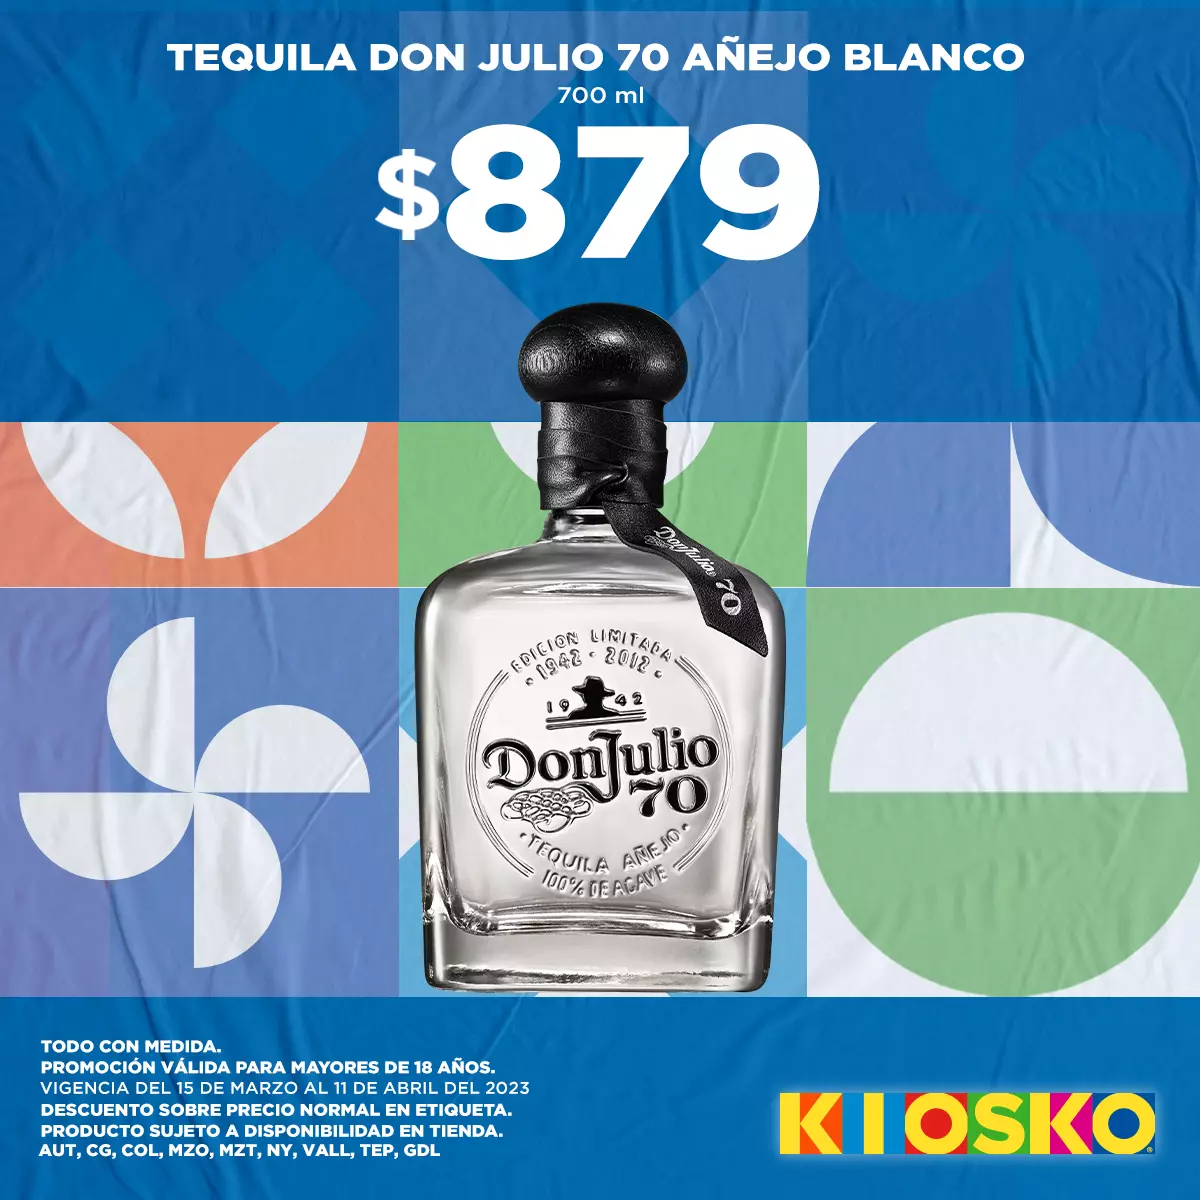 TEQUILA DON JULIO 70 AÑEJO BLANCO
700 ml
$879
DonJulio 70
EDICION LIMITADA
· 1942 - 2012 ·
19 42
DonJulio
70
· TEQUILA AÑEJO ·
100% DE AGAVE
TODO CON MEDIDA.
PROMOCIÓN VÁLIDA PARA MAYORES DE 18 AÑOS.
VIGENCIA DEL 15 DE MARZO AL 11 DE ABRIL DEL 2023
DESCUENTO SOBRE PRECIO NORMAL EN ETIQUETA.
PRODUCTO SUJETO A DISPONIBILIDAD EN TIENDA.
AUT, CG, COL, MZO, MZT, NY, VALL, TEP, GDL
KIOSKO®